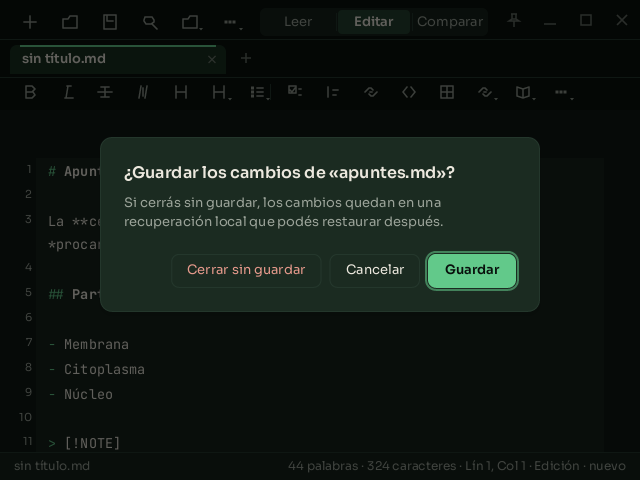 Leer Editar Comparar
sin título.md
¿Guardar los cambios de «apuntes.md»?
Si cerrás sin guardar, los cambios quedan en una
recuperación local que podés restaurar después.
Cerrar sin guardar Cancelar Guardar
1 # Apun
2
3 La **ce
*procar
4
5 ## Par
6
7 - Membrana
8 - Citoplasma
9 - Núcleo
10
11 > [!NOTE]
sin título.md 44 palabras · 324 caracteres · Lín 1, Col 1 · Edición · nuevo